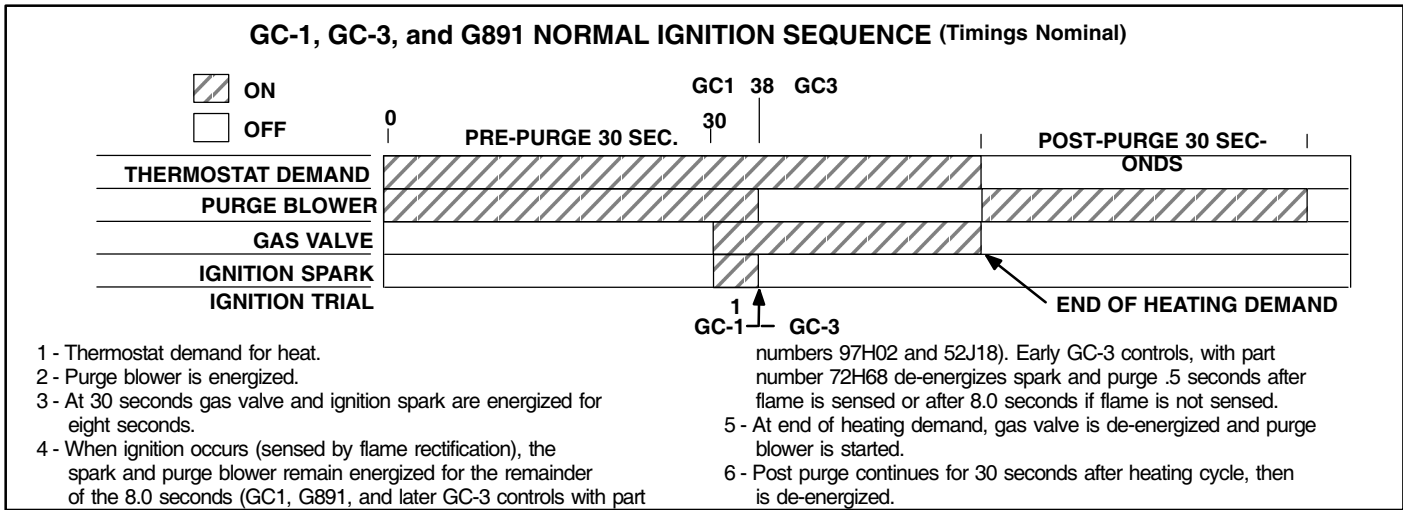 GC-1, GC-3, and G891 NORMAL IGNITION SEQUENCE (Timings Nominal)
ON
OFF
GC1 38 GC3
0
PRE-PURGE 30 SEC.
30
POST-PURGE 30 SEC-
ONDS
THERMOSTAT DEMAND
PURGE BLOWER
GAS VALVE
IGNITION SPARK
IGNITION TRIAL
1
GC-1
GC-3
END OF HEATING DEMAND
1 - Thermostat demand for heat.
2 - Purge blower is energized.
3 - At 30 seconds gas valve and ignition spark are energized for
eight seconds.
4 - When ignition occurs (sensed by flame rectification), the
spark and purge blower remain energized for the remainder
of the 8.0 seconds (GC1, G891, and later GC-3 controls with part
numbers 97H02 and 52J18). Early GC-3 controls, with part
number 72H68 de-energizes spark and purge .5 seconds after
flame is sensed or after 8.0 seconds if flame is not sensed.
5 - At end of heating demand, gas valve is de-energized and purge
blower is started.
6 - Post purge continues for 30 seconds after heating cycle, then
is de-energized.